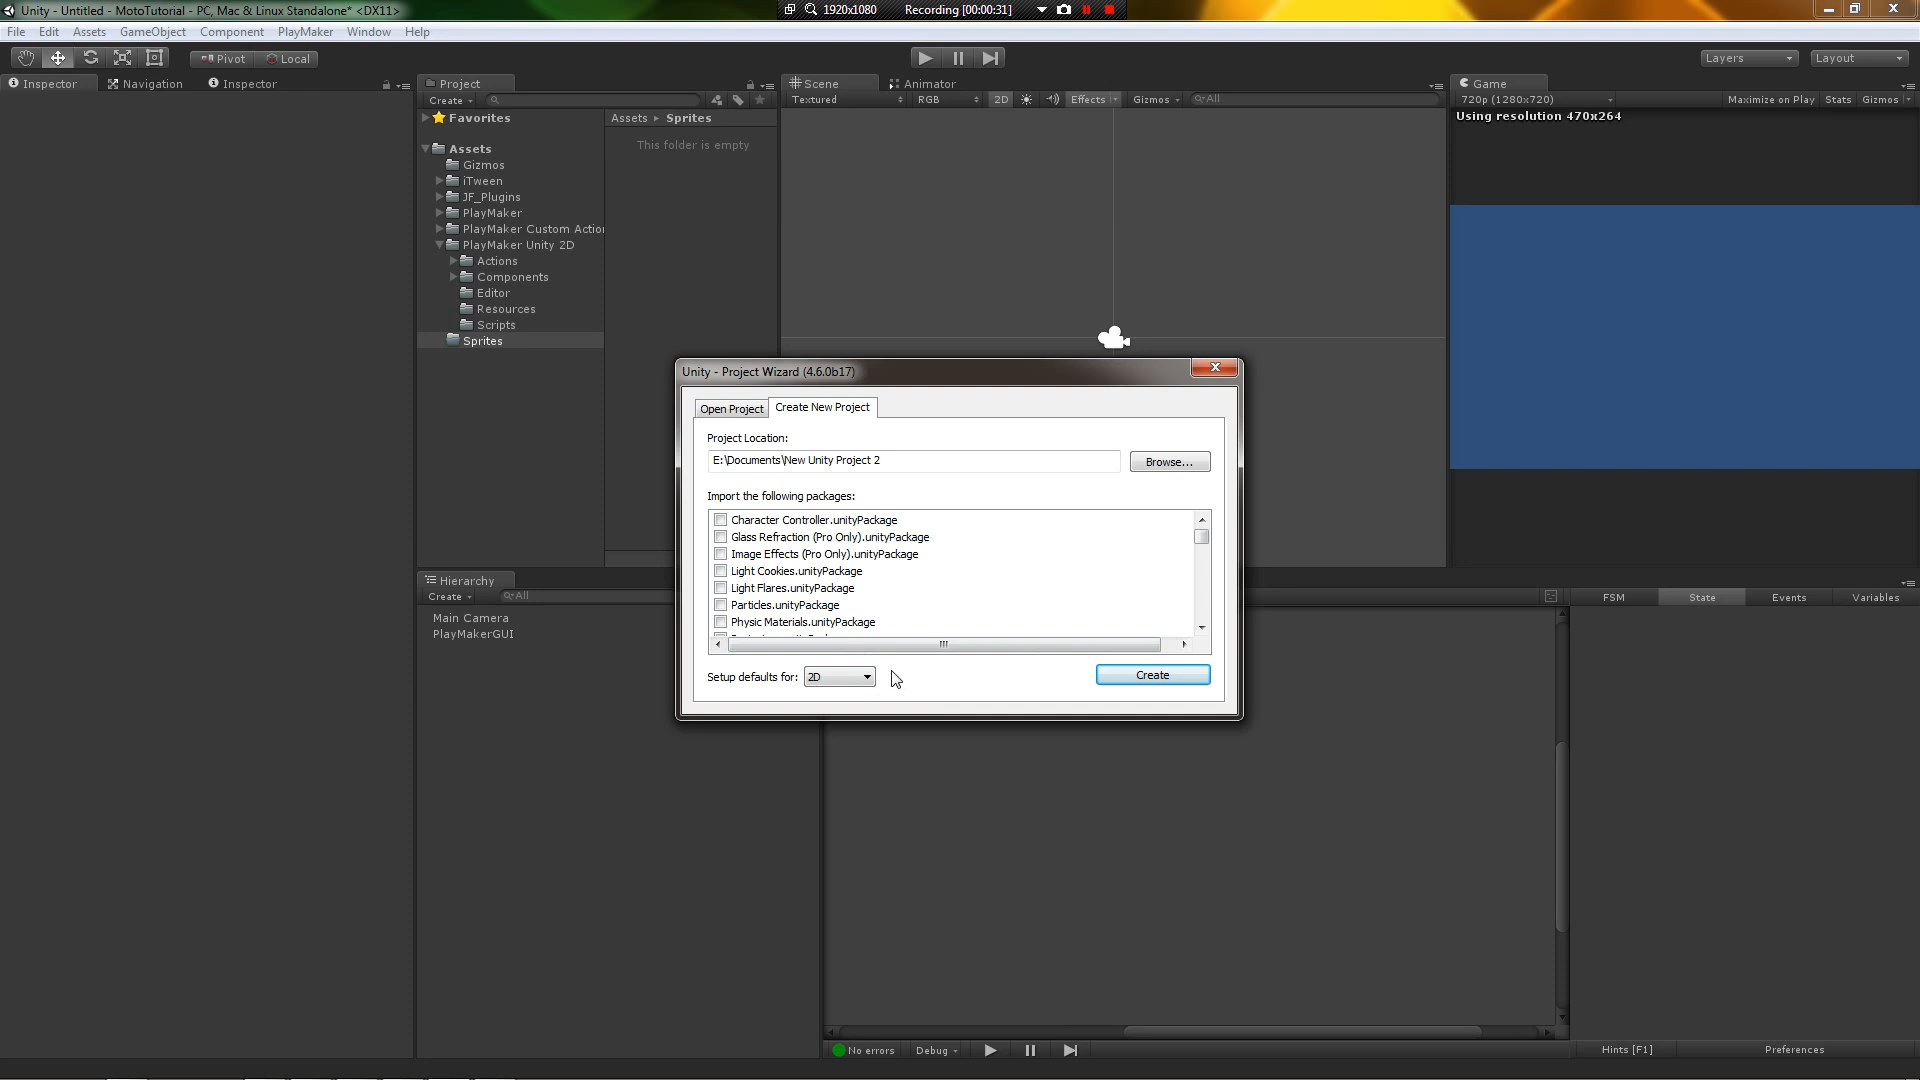 Unity - Untitled - MotoTutorial - PC, Mac & Linux Standalone* <DX11>
1920x1080 Recording [00:00:31]
File Edit Assets GameObject Component PlayMaker Window Help
Pivot Local Layers Layout
Inspector Navigation Inspector Project Scene Animator Game
Create Textured RGB 2D Effects Gizmos All 720p (1280x720) Maximize on Play Stats Gizmos
Favorites Assets ▸ Sprites Using resolution 470x264
This folder is empty
Assets
Gizmos
iTween
JF_Plugins
PlayMaker
PlayMaker Custom Actio
PlayMaker Unity 2D
Actions
Components
Editor
Resources
Scripts
Sprites
Unity - Project Wizard (4.6.0b17)
Open Project Create New Project
Project Location:
E:\Documents\New Unity Project 2 Browse...
Import the following packages:
Character Controller.unityPackage
Glass Refraction (Pro Only).unityPackage
Image Effects (Pro Only).unityPackage
Light Cookies.unityPackage
Light Flares.unityPackage
Particles.unityPackage
Physic Materials.unityPackage
Setup defaults for: 2D Create
Hierarchy
Create All FSM State Events Variables
Main Camera
PlayMakerGUI
No errors Debug Hints [F1] Preferences